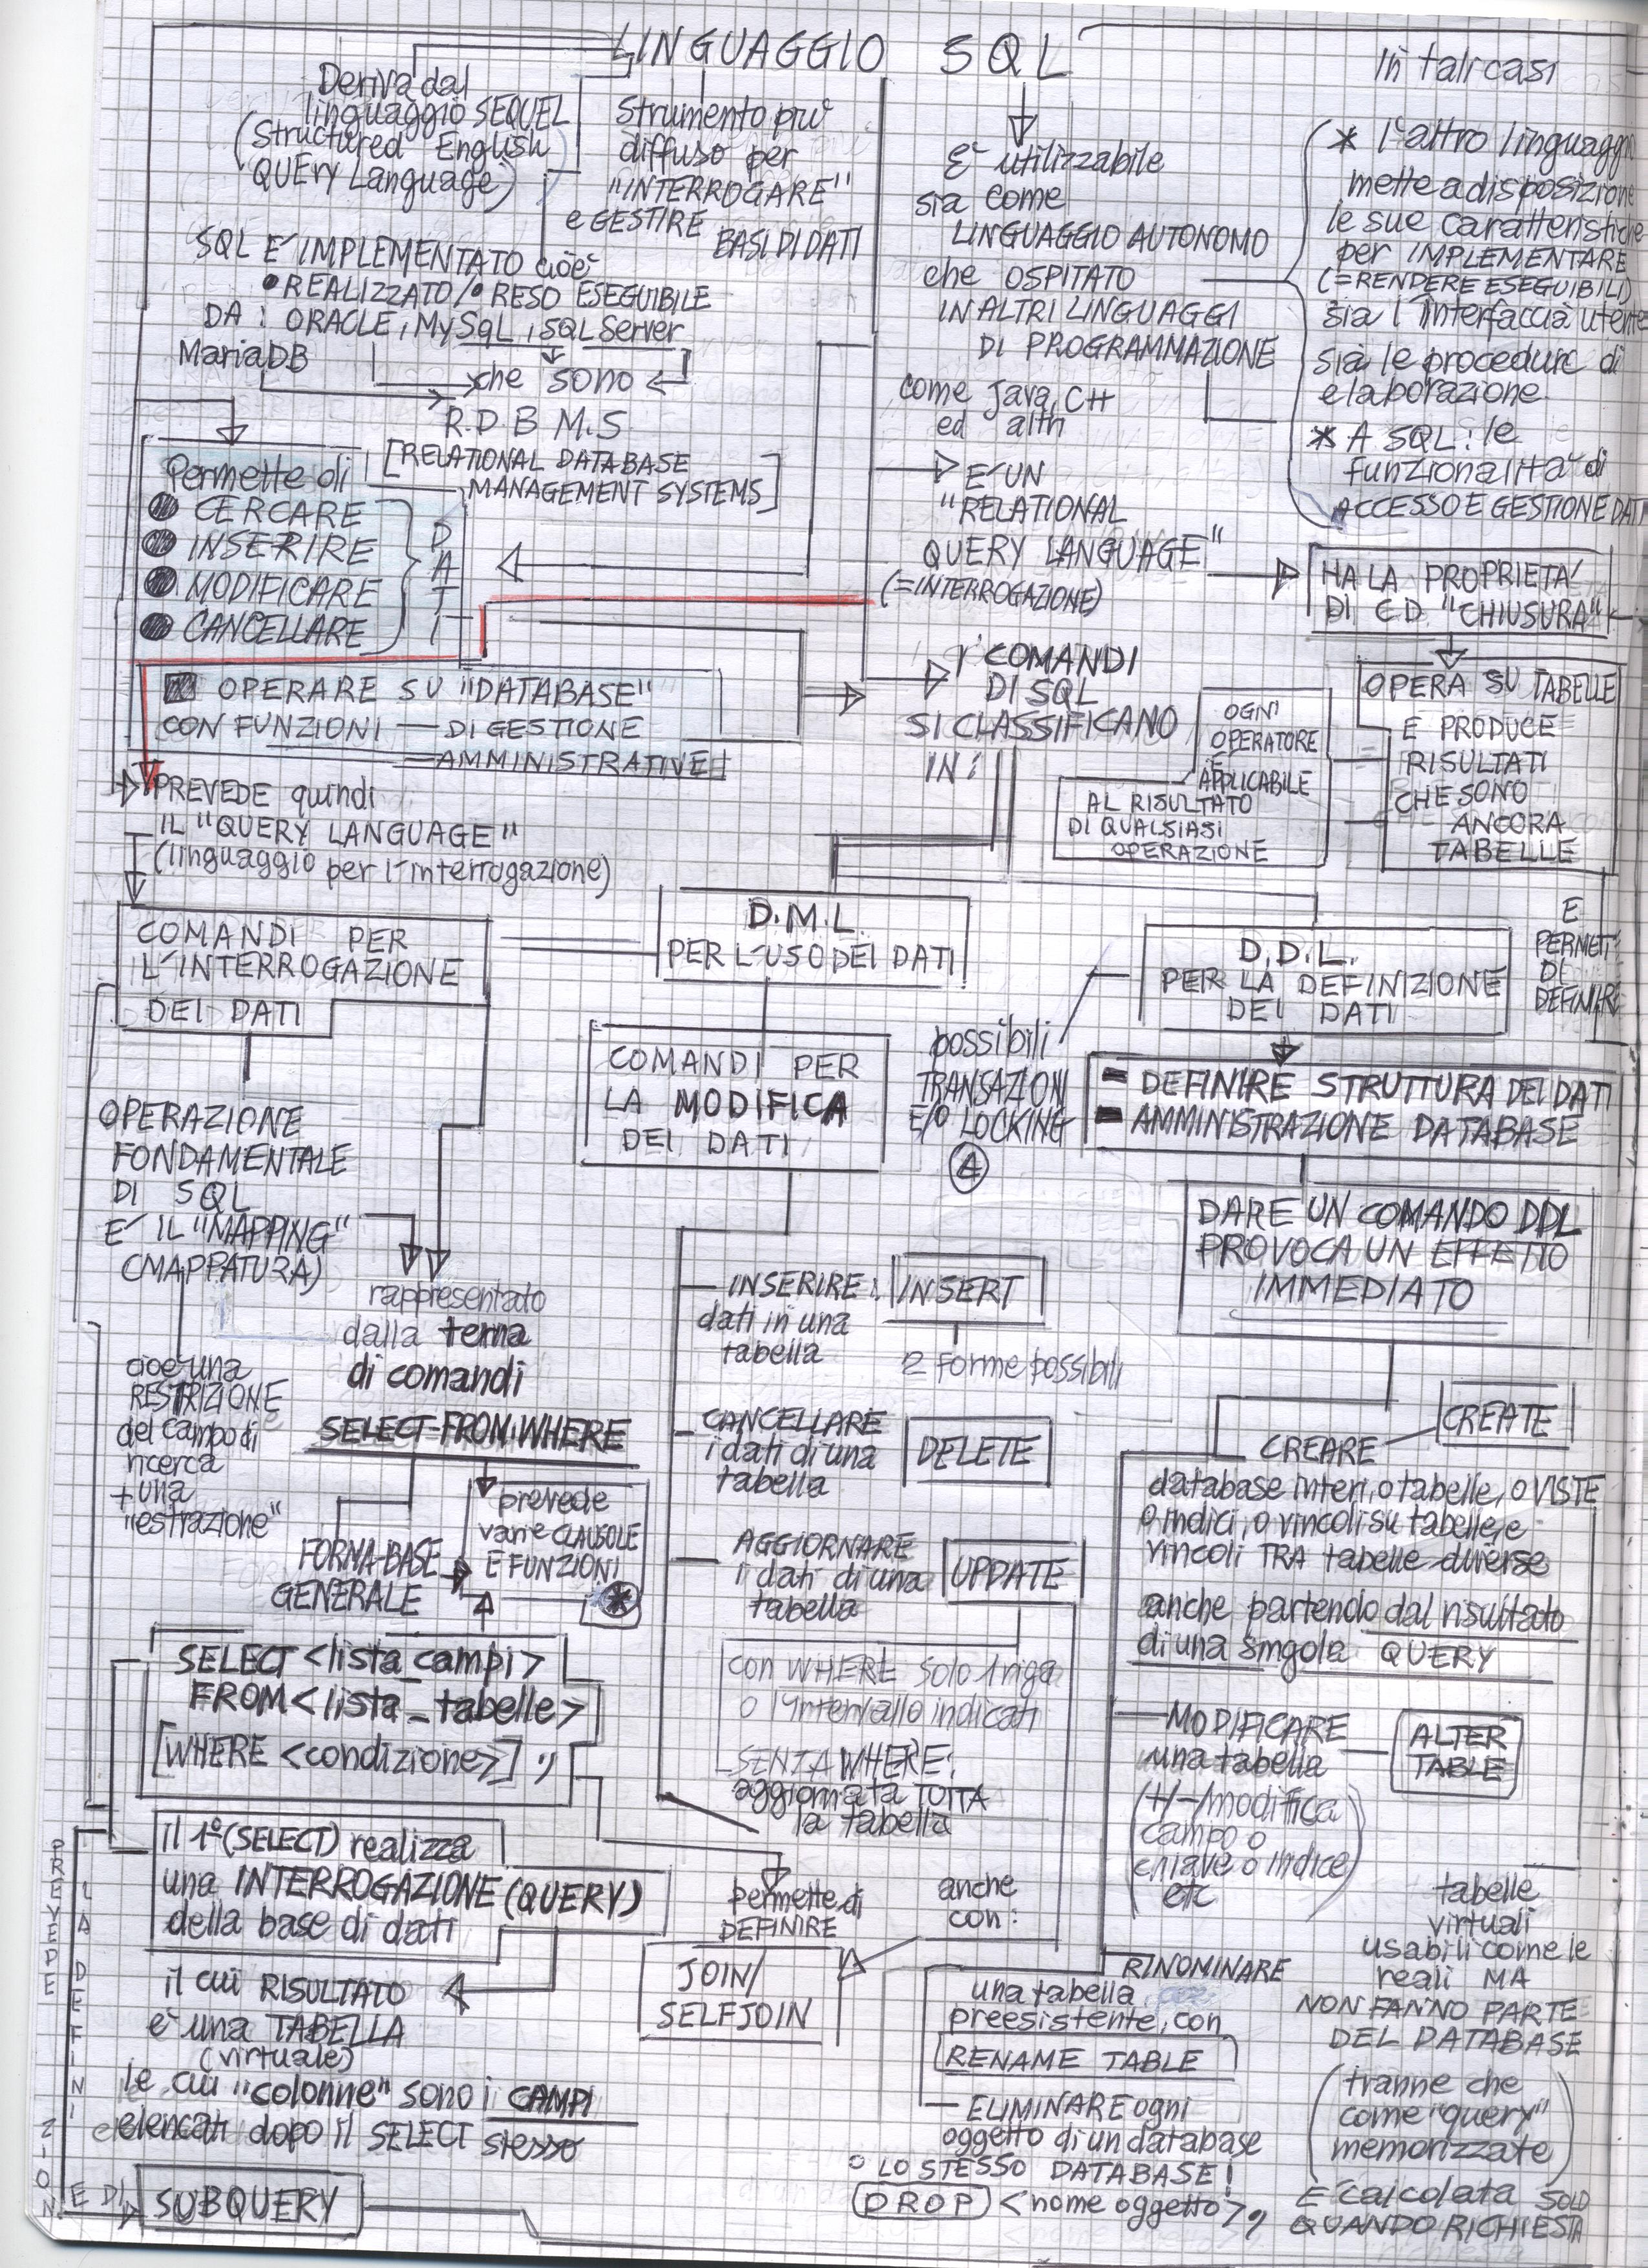 LINGUAGGIO SQL
Deriva dal
linguaggio SEQUEL
(Structured English
QUEry Language)
Strumento più
diffuso per
"INTERROGARE"
e GESTIRE
BASI DI DATI
SQL E' IMPLEMENTATO cioè
• REALIZZATO/• RESO ESEGUIBILE
DA: ORACLE, MySqL, SQL Server
MariaDB
che sono
R.D.B M.S
[RELATIONAL DATABASE
MANAGEMENT SYSTEMS]
Permette di
CERCARE
INSERIRE
MODIFICARE
CANCELLARE
DATI
OPERARE SU "DATABASE"
CON FUNZIONI — DI GESTIONE
— AMMINISTRATIVE
PREVEDE quindi
IL "QUERY LANGUAGE"
(linguaggio per l'interrogazione)
E' utilizzabile
sia come
LINGUAGGIO AUTONOMO
che OSPITATO
IN ALTRI LINGUAGGI
DI PROGRAMMAZIONE
come Java, C++
ed altri
In tali casi
* l'altro linguaggio
mette a disposizione
le sue caratteristiche
per IMPLEMENTARE
(=RENDERE ESEGUIBILI)
sia l'interfaccia utente
sia le procedure di
elaborazione
* A SQL: le
funzionalità di
ACCESSO E GESTIONE DATI
E' UN
"RELATIONAL
QUERY LANGUAGE"
(=INTERROGAZIONE)
HA LA PROPRIETA'
DI C.D "CHIUSURA"
OPERA SU TABELLE
E PRODUCE
RISULTATI
CHE SONO
ANCORA
TABELLE
OGNI
OPERATORE
E'
APPLICABILE
AL RISULTATO
DI QUALSIASI
OPERAZIONE
I COMANDI
DI SQL
SI CLASSIFICANO
IN:
D.M.L.
PER L'USO DEI DATI
D.D.L.
PER LA DEFINIZIONE
DEI DATI
E
PERMET
DI
DEFINIRE
COMANDI PER
L'INTERROGAZIONE
DEI DATI
COMANDI PER
LA MODIFICA
DEI DATI
possibili
TRANSAZIONI
E/O LOCKING
- DEFINIRE STRUTTURA DEI DATI
- AMMINISTRAZIONE DATABASE
DARE UN COMANDO DDL
PROVOCA UN EFFETTO
IMMEDIATO
OPERAZIONE
FONDAMENTALE
DI SQL
E' IL "MAPPING"
(MAPPATURA)
cioè una
RESTRIZIONE
del campo di
ricerca
+ una
"estrazione"
rappresentato
dalla terna
di comandi
SELECT-FROM-WHERE
FORMA-BASE
GENERALE
prevede
varie CLAUSOLE
E FUNZIONI
*
SELECT <lista_campi>
FROM <lista_tabelle>
[WHERE <condizione>] ;
il 1° (SELECT) realizza
una INTERROGAZIONE (QUERY)
della base di dati
il cui RISULTATO
è una TABELLA
(virtuale)
le cui "colonne" sono i CAMPI
elencati dopo il SELECT stesso
PREVEDE
LA DEFINI
ZION
E DI
SUBQUERY
INSERIRE: INSERT
dati in una
tabella
2 forme possibili
CANCELLARE
i dati di una
tabella
DELETE
AGGIORNARE
i dati di una
tabella
UPDATE
con WHERE solo 1 riga
o l'intervallo indicati
SENZA WHERE:
aggiornata TUTTA
la tabella
permette di
DEFINIRE
JOIN/
SELFJOIN
anche
con:
CREARE
CREATE
database interi, o tabelle, o VISTE
o indici, o vincoli su tabelle, e
vincoli TRA tabelle diverse
anche partendo dal risultato
di una singola QUERY
MODIFICARE
una tabella
ALTER
TABLE
(+/-/modifica
campo o
chiave o indice)
etc
RINOMINARE
una tabella
preesistente, con
RENAME TABLE
ELIMINARE ogni
oggetto di un database
o LO STESSO DATABASE!
DROP <nome oggetto>;
tabelle
virtuali
usabili come le
reali MA
NON FANNO PARTE
DEL DATABASE
(tranne che
come "query"
memorizzate)
E' calcolata SOLO
QUANDO RICHIESTA